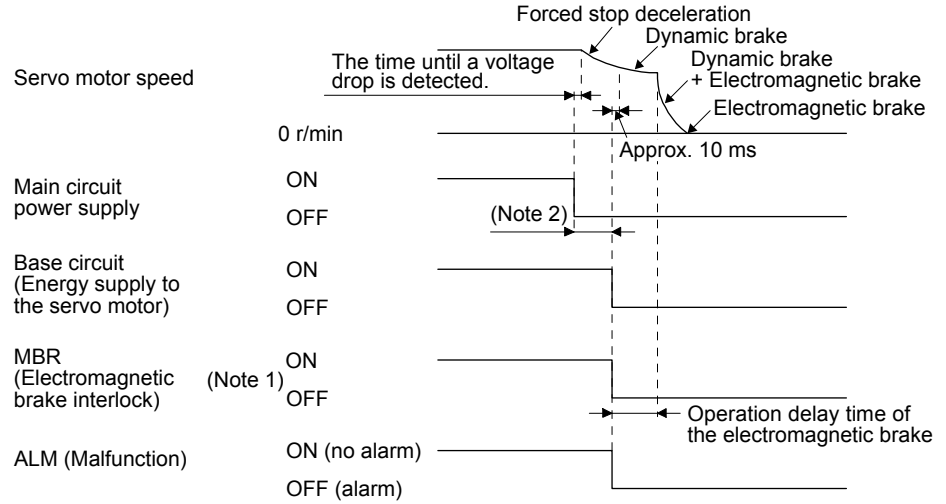 Forced stop deceleration
Dynamic brake
The time until a voltage
drop is detected.
Dynamic brake
+ Electromagnetic brake
Servo motor speed
Electromagnetic brake
0 r/min
Approx. 10 ms
Main circuit
power supply
ON
OFF
(Note 2)
Base circuit
(Energy supply to
the servo motor)
ON
OFF
MBR
(Electromagnetic
brake interlock)
(Note 1)
ON
OFF
Operation delay time of
the electromagnetic brake
ALM (Malfunction)
ON (no alarm)
OFF (alarm)